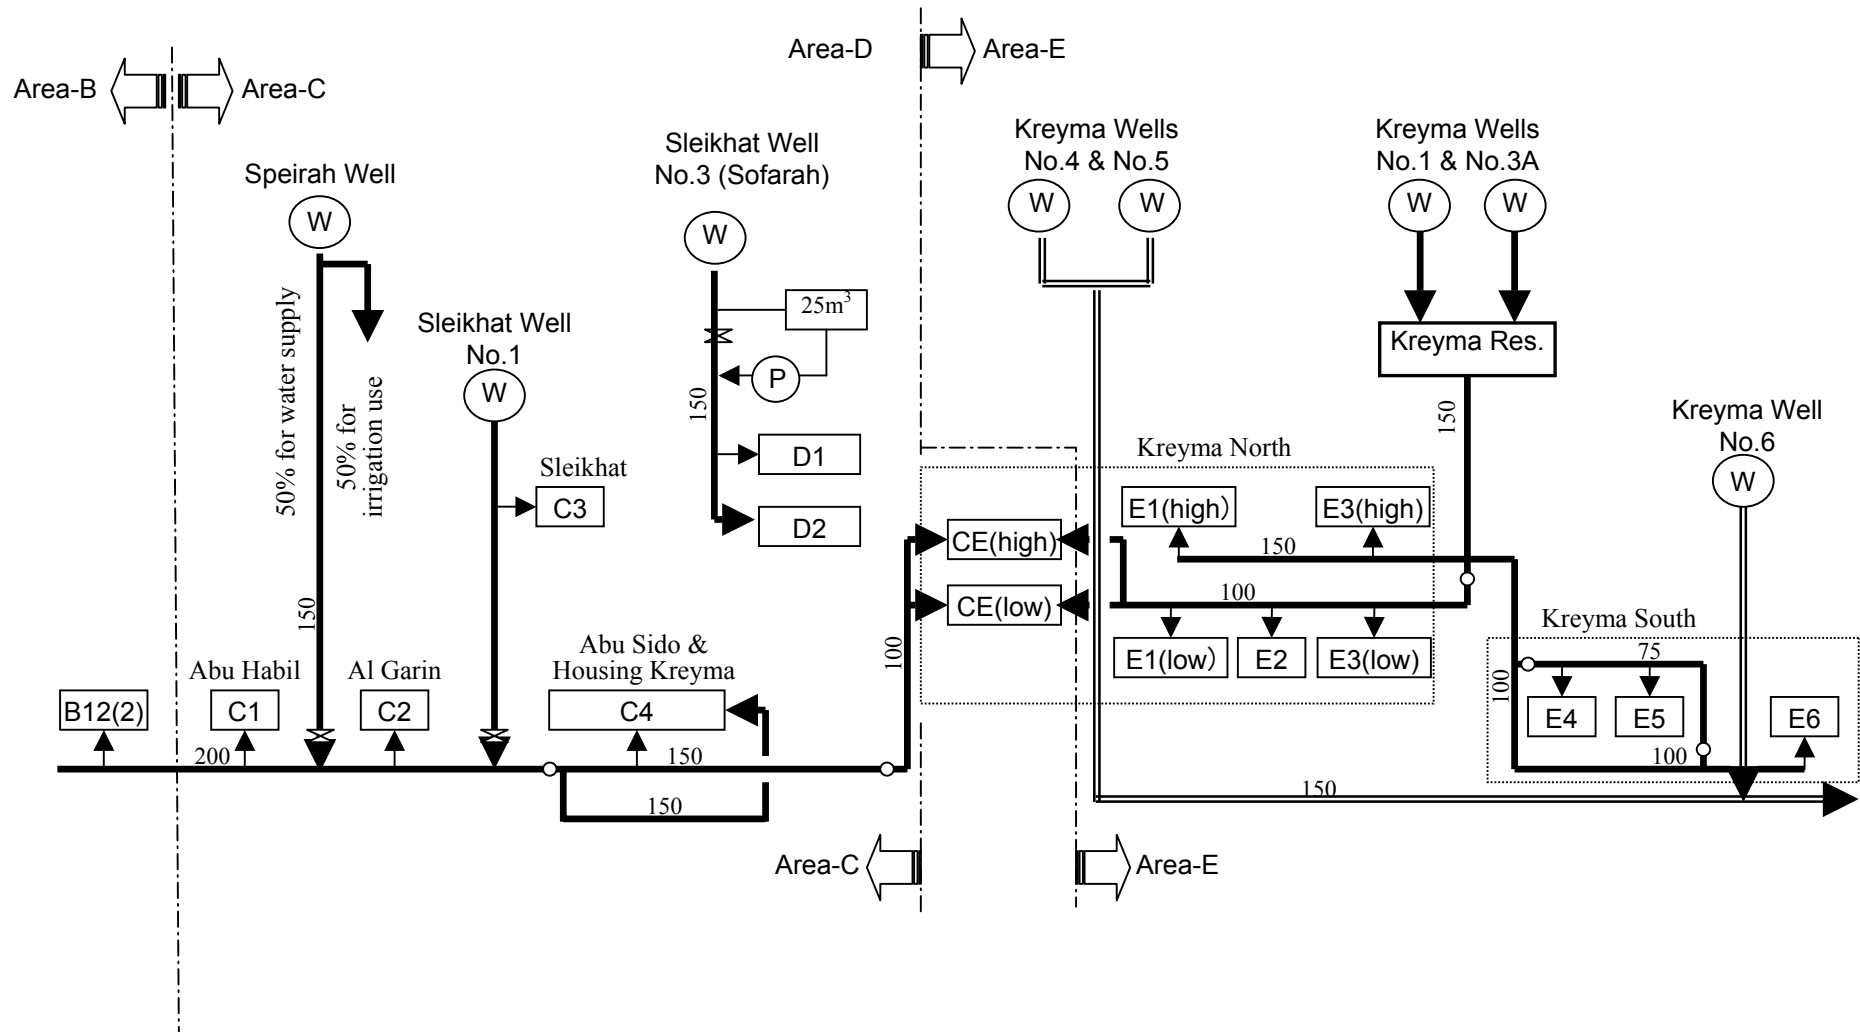 Area-D
Area-E
Area-B
Area-C
Kreyma Wells
No.4 & No.5
Kreyma Wells
No.1 & No.3A
Sleikhat Well
No.3 (Sofarah)
Speirah Well
W
W
W
W
W
W
50% for water supply
50% for
irrigation use
25m³
Sleikhat Well
No.1
Kreyma Res.
P
W
150
150
Kreyma Well
No.6
D1
Kreyma North
Sleikhat
W
C3
E1(high)
E3(high)
D2
CE(high)
150
CE(low)
100
150
Kreyma South
Abu Sido &
Housing Kreyma
100
E1(low)
E2
E3(low)
75
Abu Habil
Al Garin
100
B12(2)
C1
C2
C4
E4
E5
E6
200
150
100
150
150
Area-C
Area-E